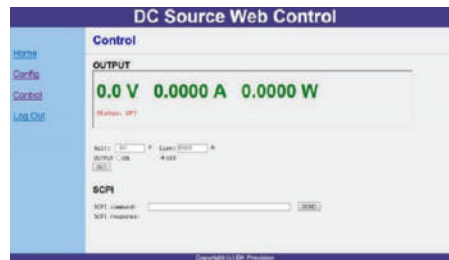 DC Source Web Control
Control
Home
Config
Control
Log Out
OUTPUT
0.0 V 0.0000 A 0.0000 W
Status: OFF
Volt: V Curr: A
OUTPUT ON OFF
SET
SCPI
SCPI command: SEND
SCPI response:
Copyright (c) BK Precision